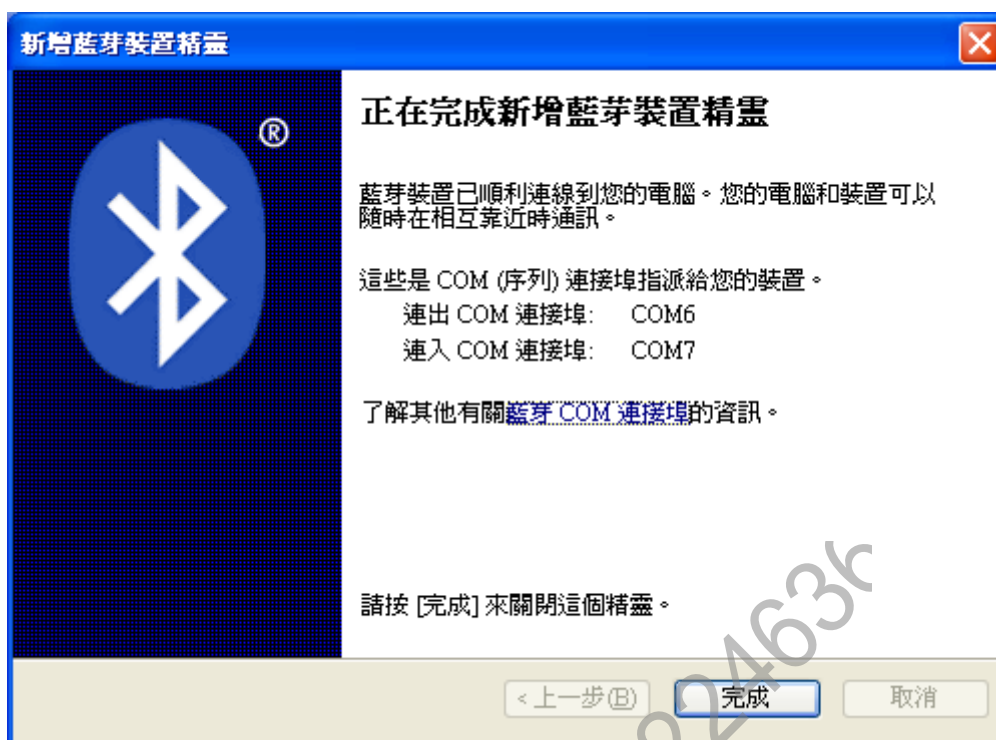 新增藍芽裝置精靈
®
正在完成新增藍芽裝置精靈
藍芽裝置已順利連線到您的電腦。您的電腦和裝置可以
隨時在相互靠近時通訊。
這些是 COM (序列) 連接埠指派給您的裝置。
連出 COM 連接埠: COM6
連入 COM 連接埠: COM7
了解其他有關藍芽 COM 連接埠的資訊。
請按 [完成] 來關閉這個精靈。
< 上一步(B) 完成 取消